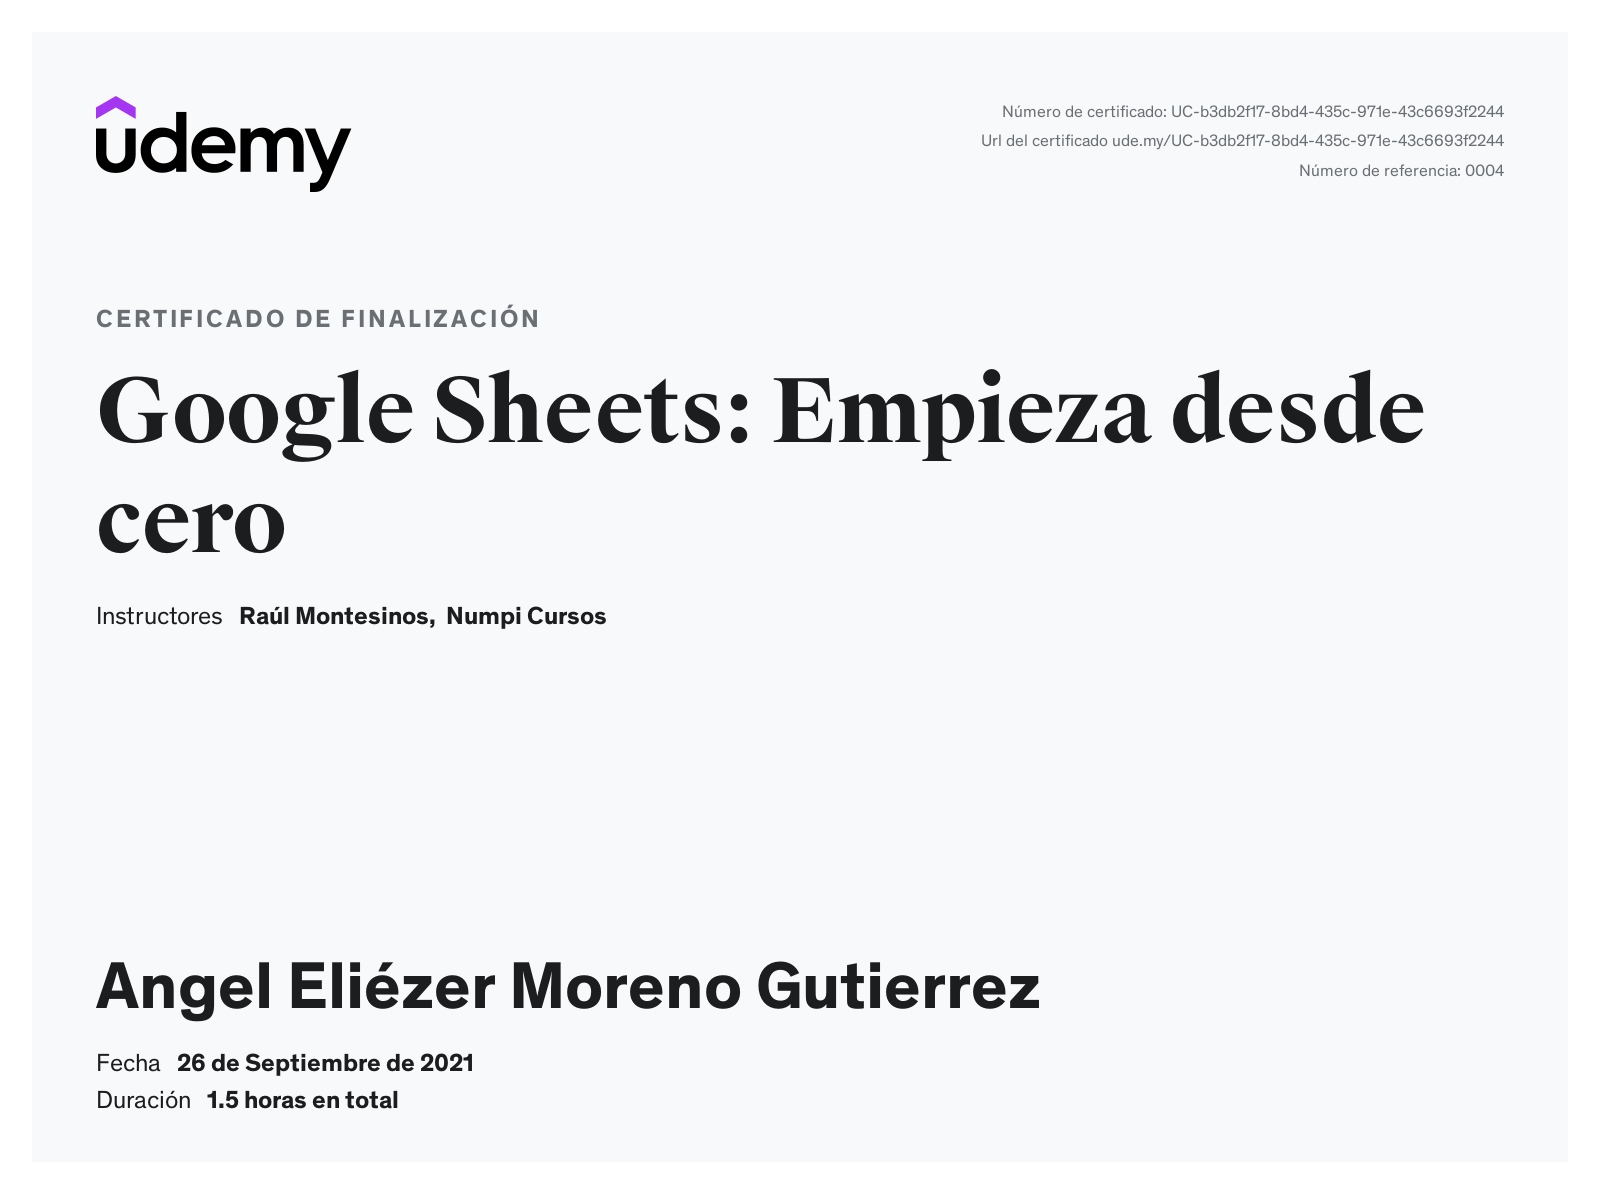 udemy
Número de certificado: UC-b3db2f17-8bd4-435c-971e-43c6693f2244
Url del certificado ude.my/UC-b3db2f17-8bd4-435c-971e-43c6693f2244
Número de referencia: 0004
CERTIFICADO DE FINALIZACIÓN
Google Sheets: Empieza desde
cero
Instructores Raúl Montesinos, Numpi Cursos
Angel Eliézer Moreno Gutierrez
Fecha 26 de Septiembre de 2021
Duración 1.5 horas en total